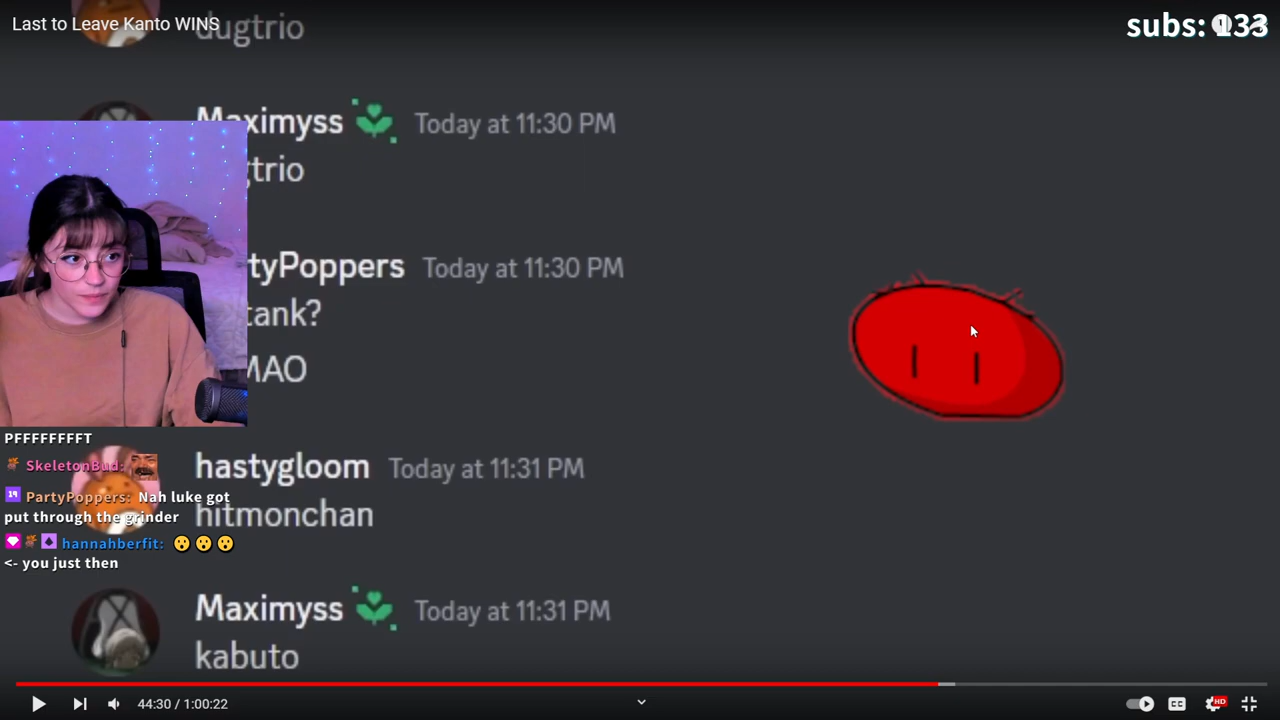 Last to Leave Kanto WINS
subs: 133
dugtrio
Maximyss Today at 11:30 PM
gtrio
tyPoppers Today at 11:30 PM
tank?
MAO
PFFFFFFFFT
hastygloom Today at 11:31 PM
SkeletonBud:
PartyPoppers: Nah luke got
put through the grinder
hitmonchan
hannahberfit: 😮 😮 😮
<- you just then
Maximyss Today at 11:31 PM
kabuto
44:30 / 1:00:22
CC
HD